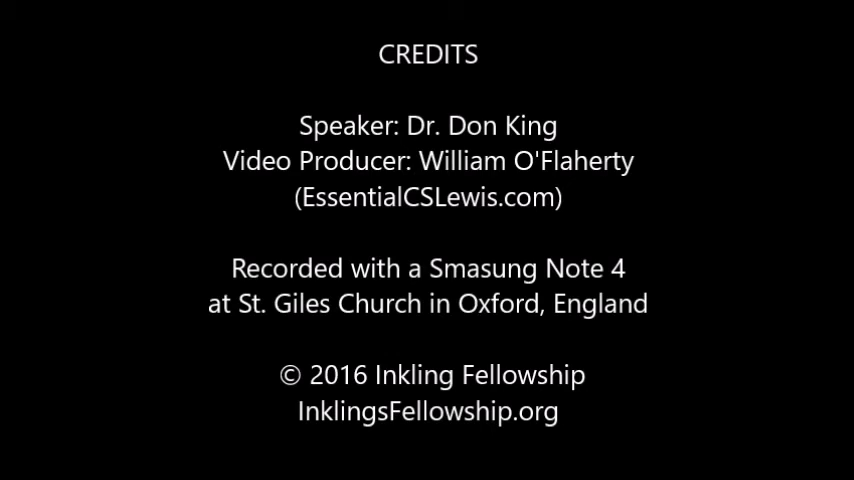 CREDITS
Speaker: Dr. Don King
Video Producer: William O'Flaherty
(EssentialCSLewis.com)
Recorded with a Smasung Note 4
at St. Giles Church in Oxford, England
© 2016 Inkling Fellowship
InklingsFellowship.org